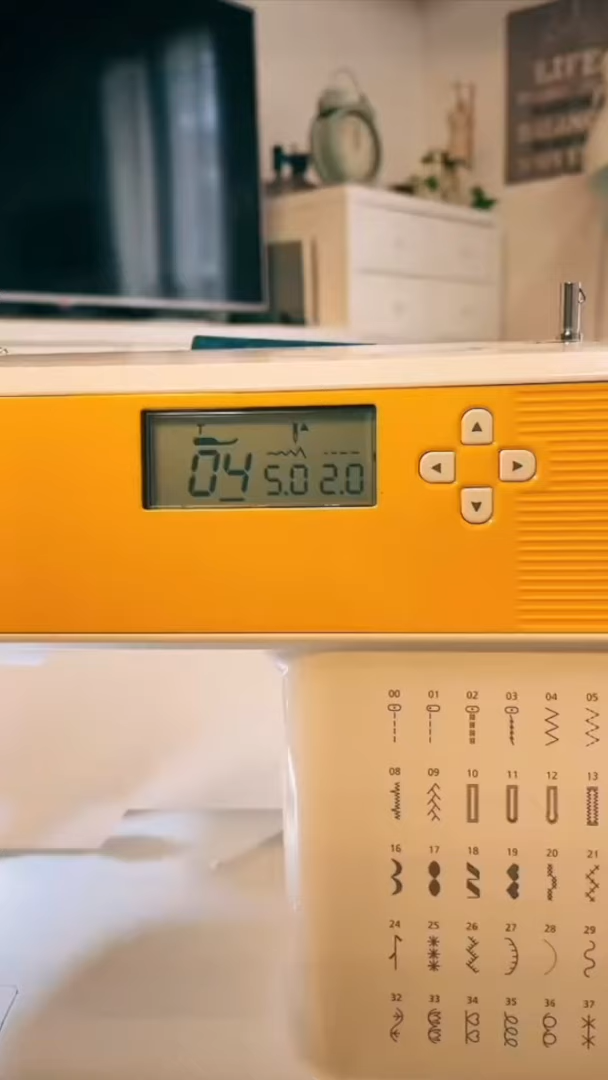 LIFE
T
04 5.0 2.0
00 01 02 03 04 05
08 09 10 11 12 13
16 17 18 19 20 21
24 25 26 27 28 29
32 33 34 35 36 37